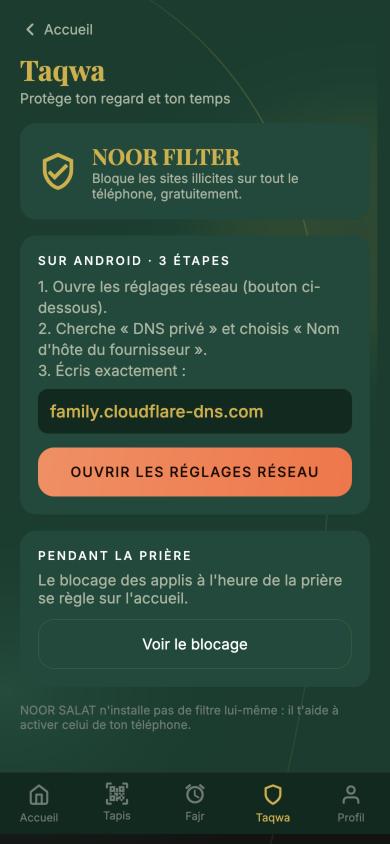 Accueil
Taqwa
Protège ton regard et ton temps
NOOR FILTER
Bloque les sites illicites sur tout le
téléphone, gratuitement.
SUR ANDROID · 3 ÉTAPES
1. Ouvre les réglages réseau (bouton ci-
dessous).
2. Cherche « DNS privé » et choisis « Nom
d'hôte du fournisseur ».
3. Écris exactement :
family.cloudflare-dns.com
OUVRIR LES RÉGLAGES RÉSEAU
PENDANT LA PRIÈRE
Le blocage des applis à l'heure de la prière
se règle sur l'accueil.
Voir le blocage
NOOR SALAT n'installe pas de filtre lui-même : il t'aide à
activer celui de ton téléphone.
Accueil Tapis Fajr Taqwa Profil